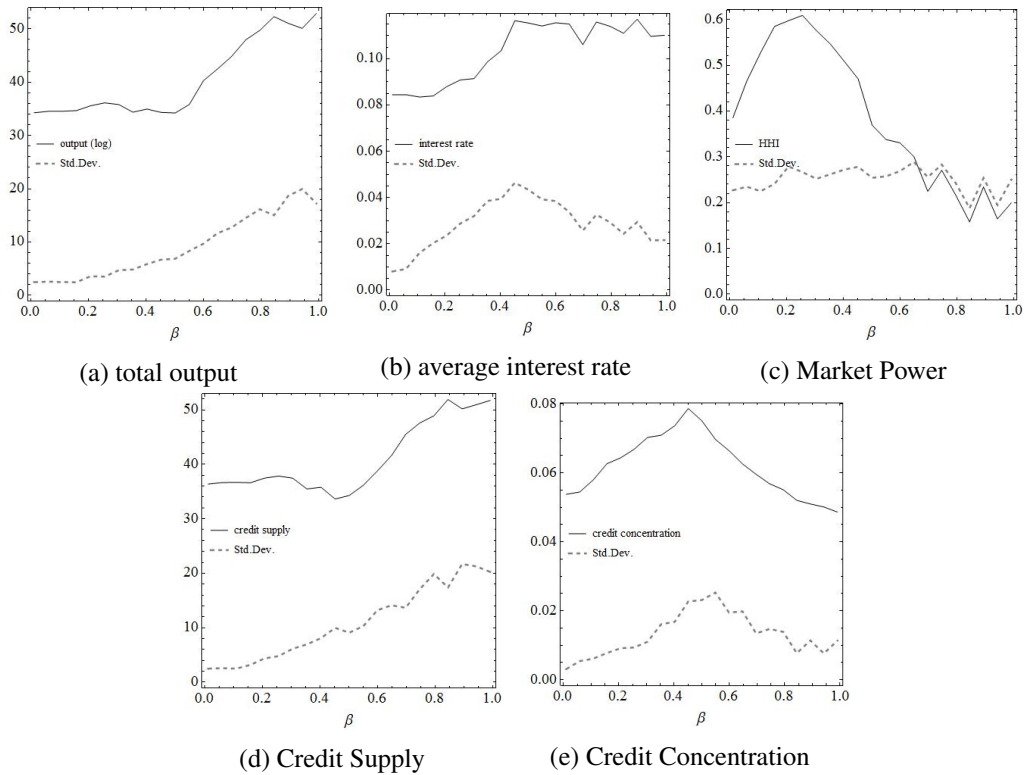 50
40
30
20
10
0
output (log)
Std.Dev.
0.0 0.2 0.4 0.6 0.8 1.0
β
(a) total output
0.10
0.08
0.06
0.04
0.02
0.00
interest rate
Std.Dev.
0.0 0.2 0.4 0.6 0.8 1.0
β
(b) average interest rate
0.6
0.5
0.4
0.3
0.2
0.1
0.0
HHI
Std.Dev.
0.0 0.2 0.4 0.6 0.8 1.0
β
(c) Market Power
50
40
30
20
10
0
credit supply
Std.Dev.
0.0 0.2 0.4 0.6 0.8 1.0
β
(d) Credit Supply
0.08
0.06
0.04
0.02
0.00
credit concentration
Std.Dev.
0.0 0.2 0.4 0.6 0.8 1.0
β
(e) Credit Concentration